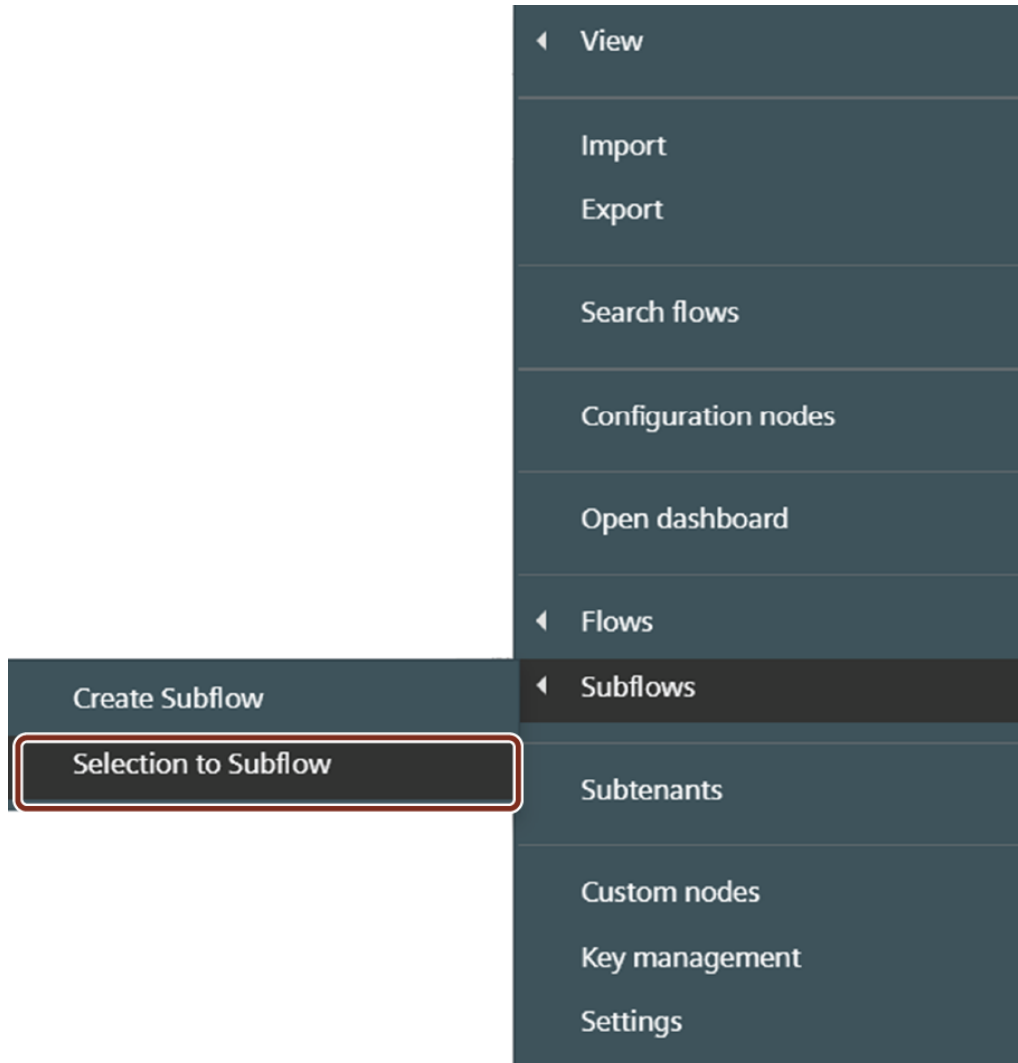 View
Import
Export
Search flows
Configuration nodes
Open dashboard
Flows
Subflows
Create Subflow
Selection to Subflow
Subtenants
Custom nodes
Key management
Settings